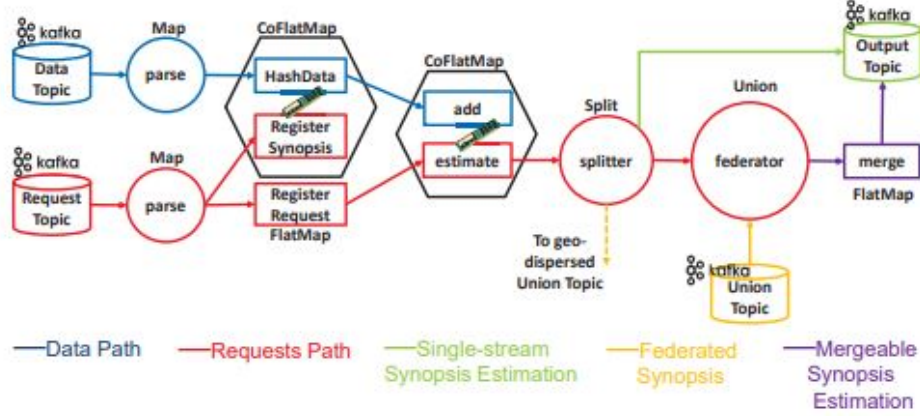 kafka
Data
Topic
Map
parse
CoFlatMap
HashData
Register
Synopsis
kafka
Request
Topic
Map
parse
Register
Request
FlatMap
CoFlatMap
add
estimate
Split
splitter
To geo-
dispersed
Union Topic
Union
federator
kafka
Union
Topic
kafka
Output
Topic
merge
FlatMap
Data Path
Requests Path
Single-stream
Synopsis Estimation
Federated
Synopsis
Mergeable
Synopsis
Estimation